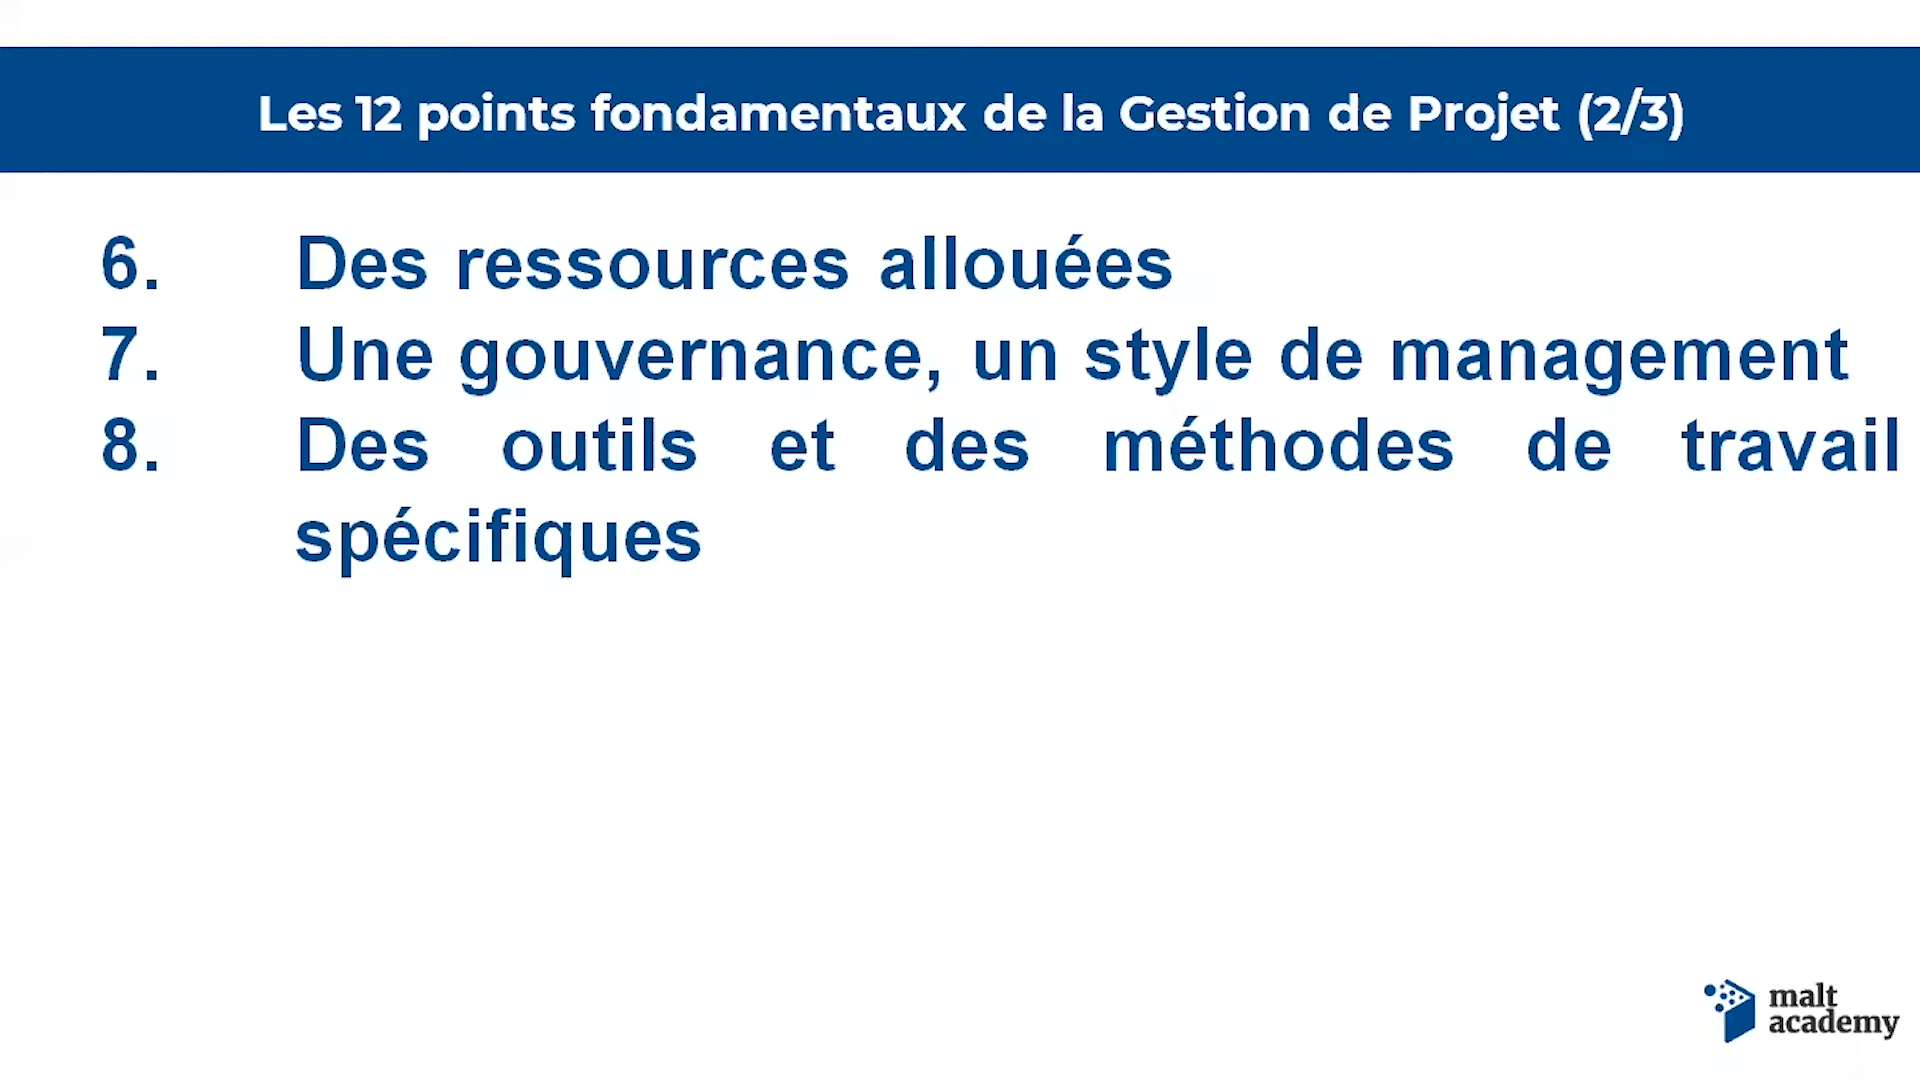 Les 12 points fondamentaux de la Gestion de Projet (2/3)
6. Des ressources allouées
7. Une gouvernance, un style de management
8. Des outils et des méthodes de travail
spécifiques
malt
academy